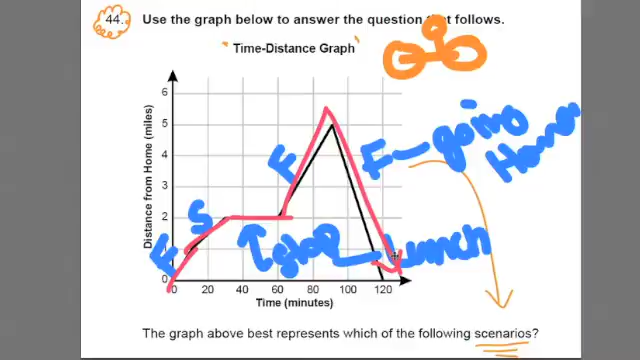 44. Use the graph below to answer the question that follows.
Time-Distance Graph
Distance from Home (miles)
6
5
4
3
2
0
0 20 40 60 80 100 120
Time (minutes)
F
S
stop - Lunch
F
F - going Home
The graph above best represents which of the following scenarios?